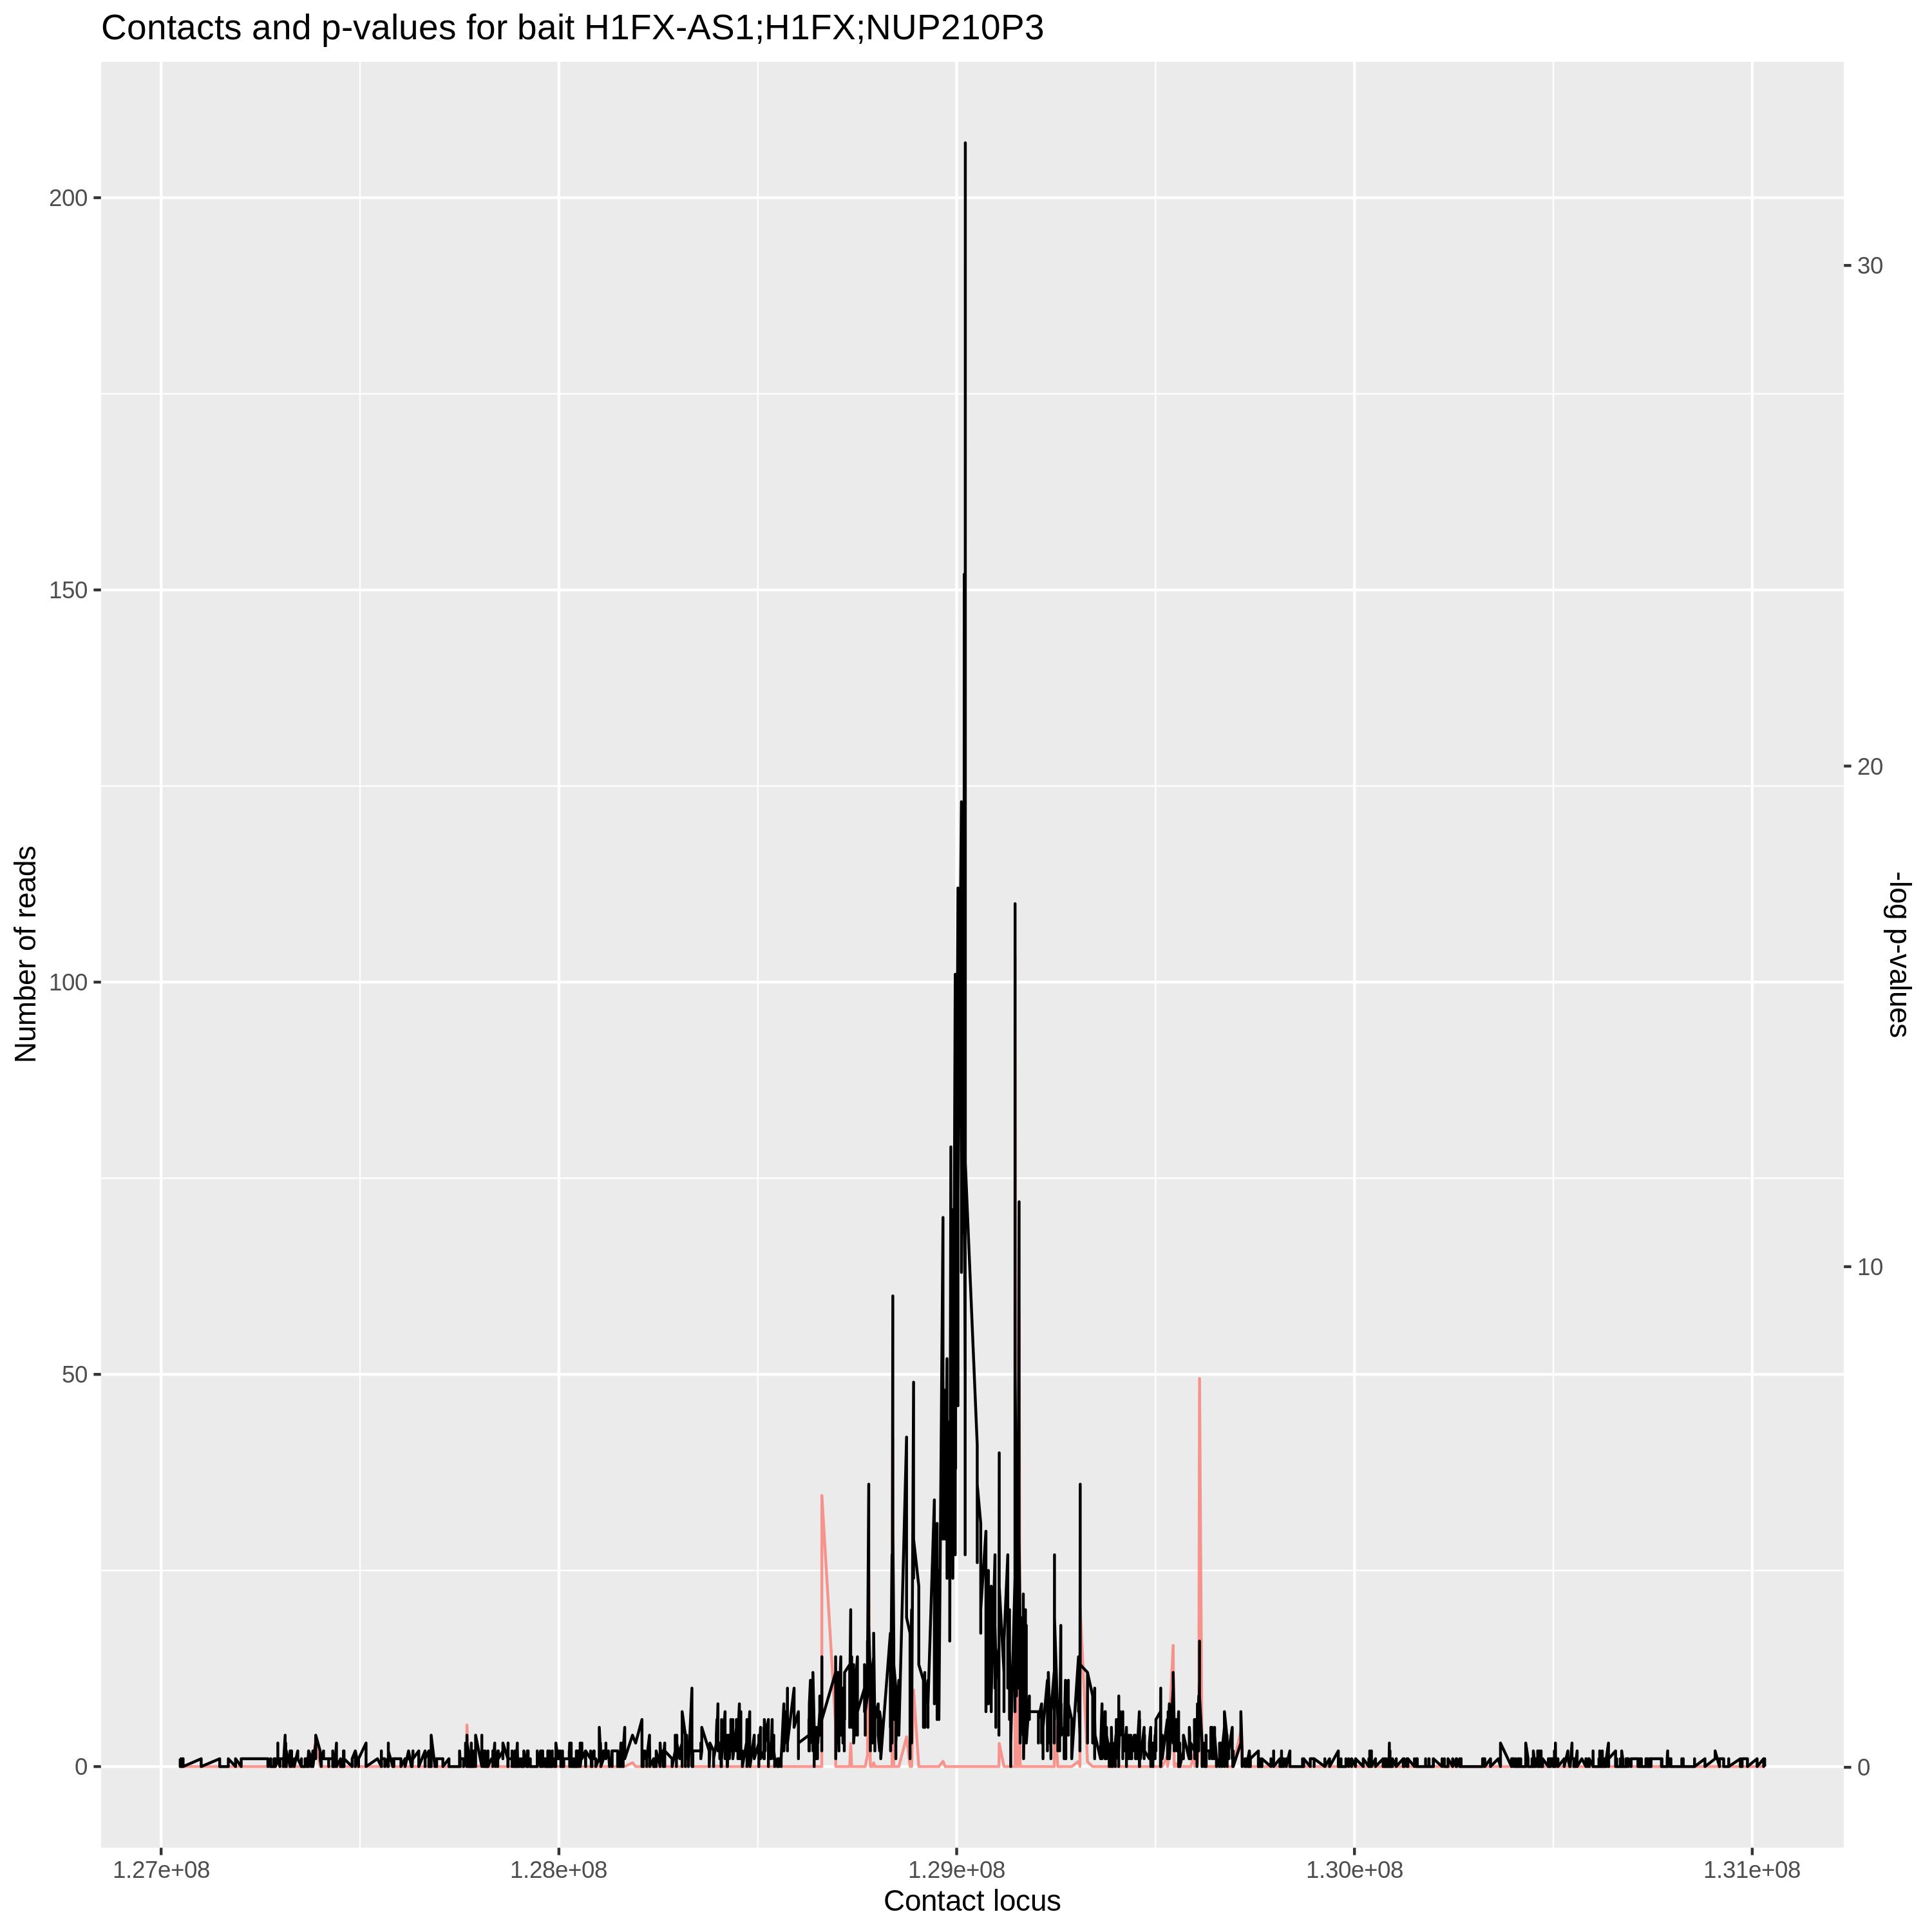 Contacts and p-values for bait H1FX-AS1;H1FX;NUP210P3
200
150
100
50
0
Number of reads
30
20
10
0
-log p-values
1.27e+08
1.28e+08
1.29e+08
1.30e+08
1.31e+08
Contact locus